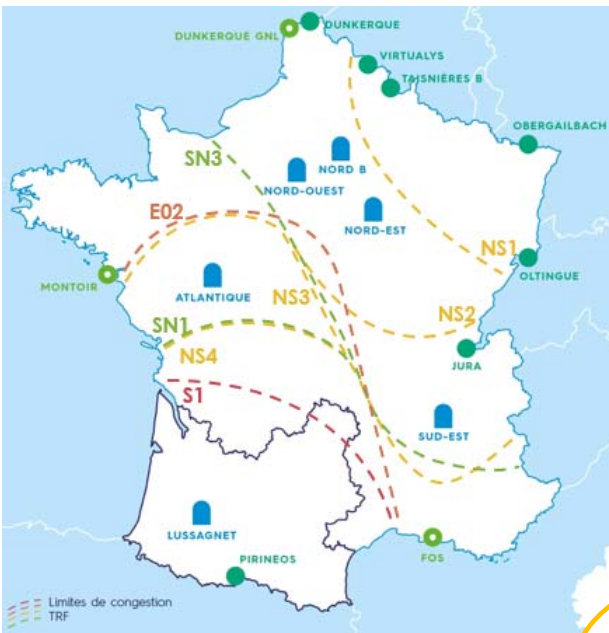 DUNKERQUE
DUNKERQUE GNL
VIRTUALYS
TAISNIÈRES B
OBERGAILBACH
SN3
NORD B
NORD-OUEST
E02
NORD-EST
NS1
OLTINGUE
MONTOIR
ATLANTIQUE
NS3
NS2
SN1
NS4
JURA
S1
SUD-EST
LUSSAGNET
PIRINEOS
FOS
Limites de congestion
TRF